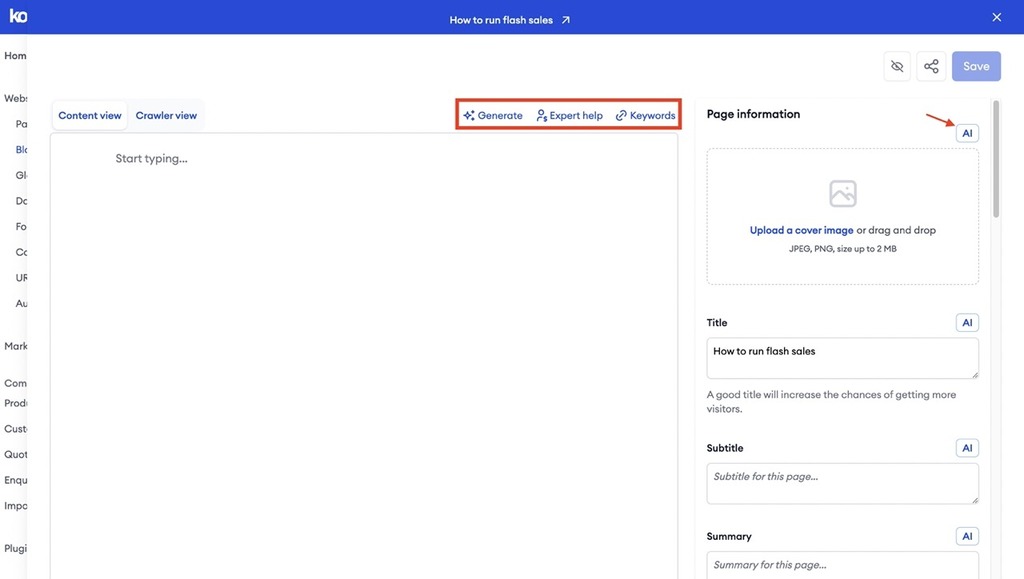 ko
How to run flash sales
Save
Hom
Webs
Pa
Blo
Glo
Do
Fo
Co
UR
Au
Mark
Com
Produ
Custo
Quot
Enqu
Impo
Plugi
Content view
Crawler view
Generate
Expert help
Keywords
Start typing...
Page information
AI
Upload a cover image or drag and drop
JPEG, PNG, size up to 2 MB
Title
AI
How to run flash sales
A good title will increase the chances of getting more
visitors.
Subtitle
AI
Subtitle for this page...
Summary
AI
Summary for this page...